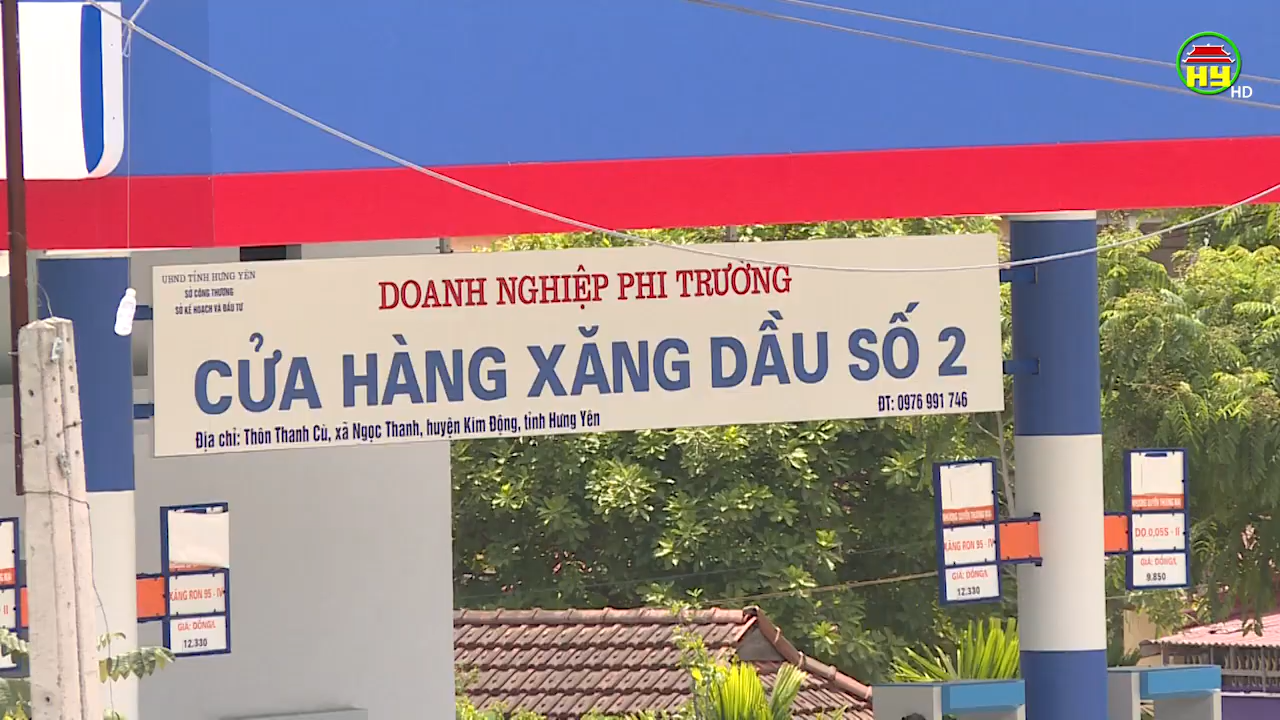 HY
HD
UBND TỈNH HƯNG YÊN
SỞ CÔNG THƯƠNG
SỞ KẾ HOẠCH VÀ ĐẦU TƯ
DOANH NGHIỆP PHI TRƯỜNG
CỬA HÀNG XĂNG DẦU SỐ 2
ĐT: 0976 991 746
Địa chỉ: Thôn Thanh Cù, xã Ngọc Thanh, huyện Kim Động, tỉnh Hưng Yên
XĂNG RON 95 - IV
GIÁ: ĐỒNG/L
12.330
XĂNG RON 95 - IV
GIÁ: ĐỒNG/L
12.330
DO 0,05S - II
GIÁ: ĐỒNG/L
9.850